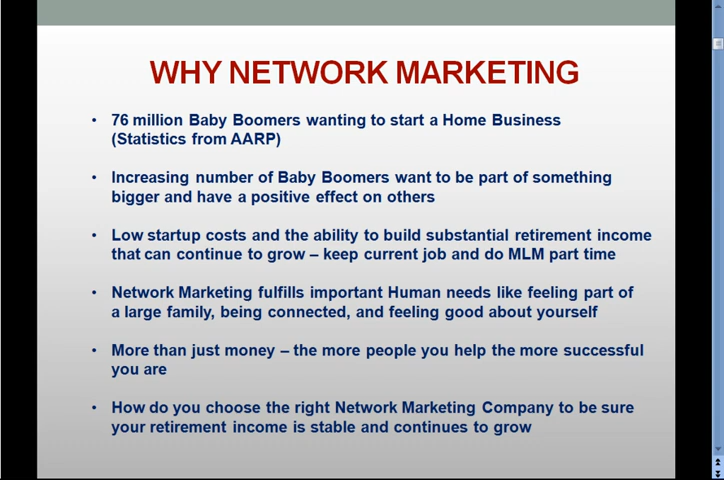 WHY NETWORK MARKETING
• 76 million Baby Boomers wanting to start a Home Business
(Statistics from AARP)
• Increasing number of Baby Boomers want to be part of something
bigger and have a positive effect on others
• Low startup costs and the ability to build substantial retirement income
that can continue to grow – keep current job and do MLM part time
• Network Marketing fulfills important Human needs like feeling part of
a large family, being connected, and feeling good about yourself
• More than just money – the more people you help the more successful
you are
• How do you choose the right Network Marketing Company to be sure
your retirement income is stable and continues to grow